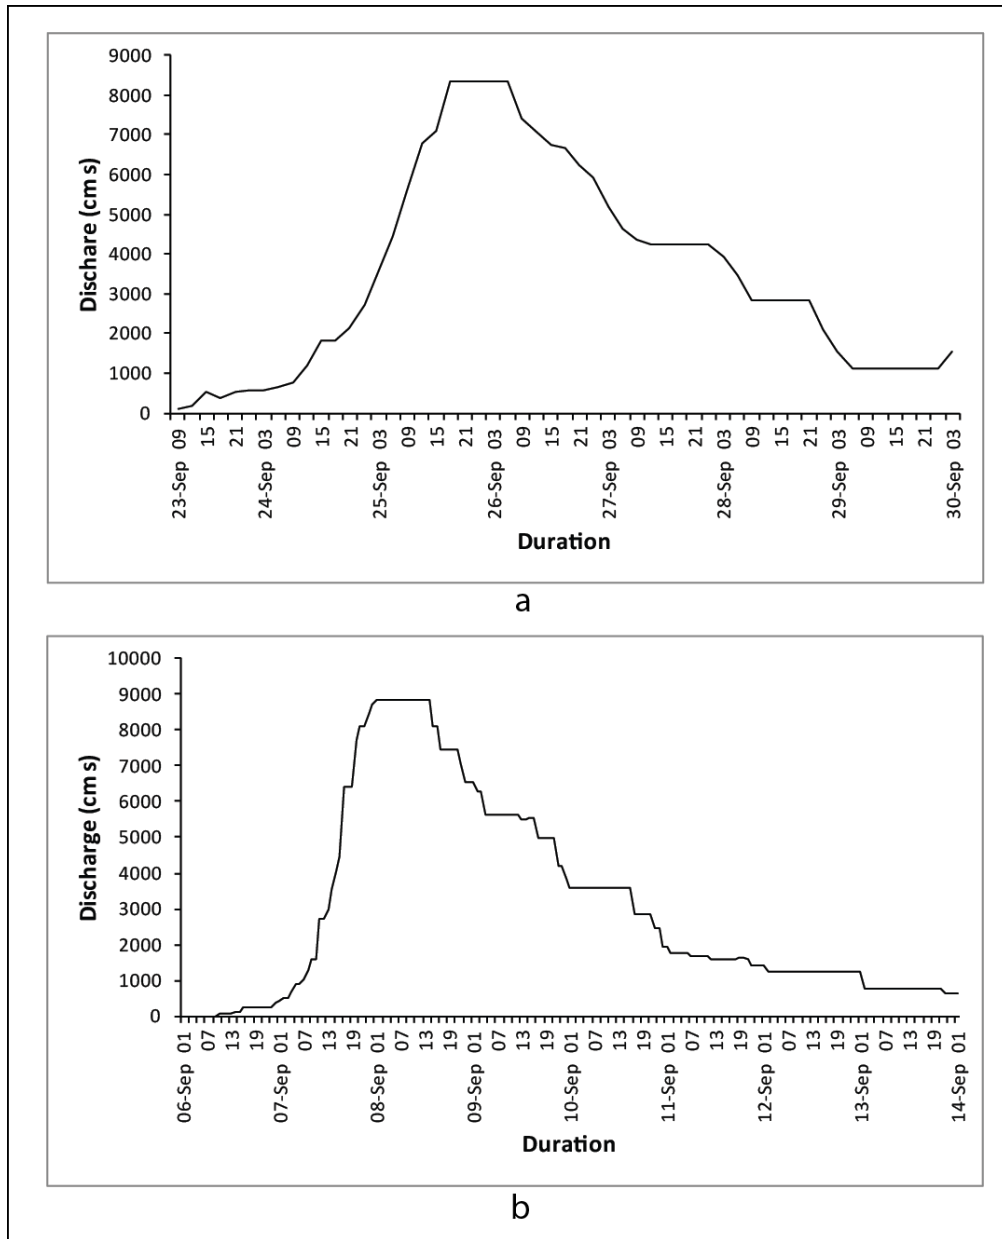 9000
8000
7000
6000
5000
4000
3000
2000
1000
0
Dischare (cm s)
23-Sep 09
15
21
24-Sep 03
09
15
21
25-Sep 03
09
15
21
26-Sep 03
09
15
21
27-Sep 03
09
15
21
28-Sep 03
09
15
21
29-Sep 03
09
15
21
30-Sep 03
Duration
a
10000
9000
8000
7000
6000
5000
4000
3000
2000
1000
0
Discharge (cm s)
06-Sep 01
07
13
19
07-Sep 01
07
13
19
08-Sep 01
07
13
19
09-Sep 01
07
13
19
10-Sep 01
07
13
19
11-Sep 01
07
13
19
12-Sep 01
07
13
19
13-Sep 01
07
13
19
14-Sep 01
Duration
b